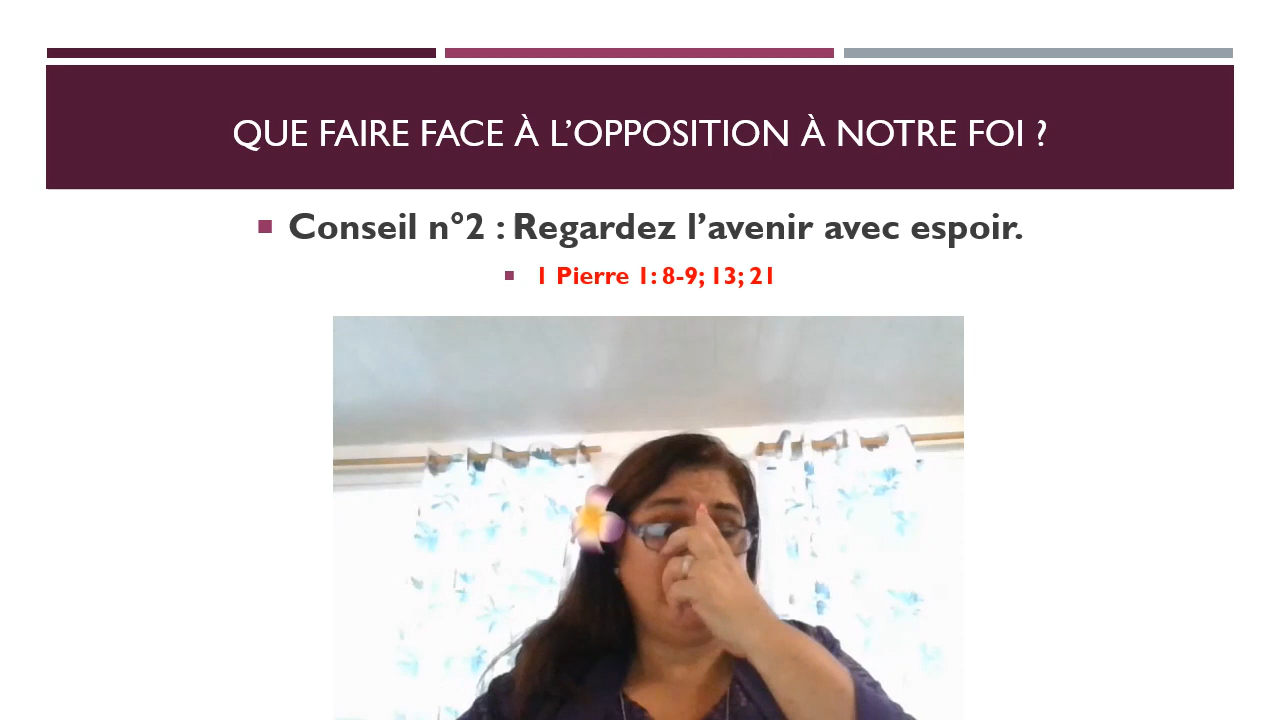 QUE FAIRE FACE À L’OPPOSITION À NOTRE FOI ?
Conseil n°2 : Regardez l’avenir avec espoir.
1 Pierre 1: 8-9; 13; 21